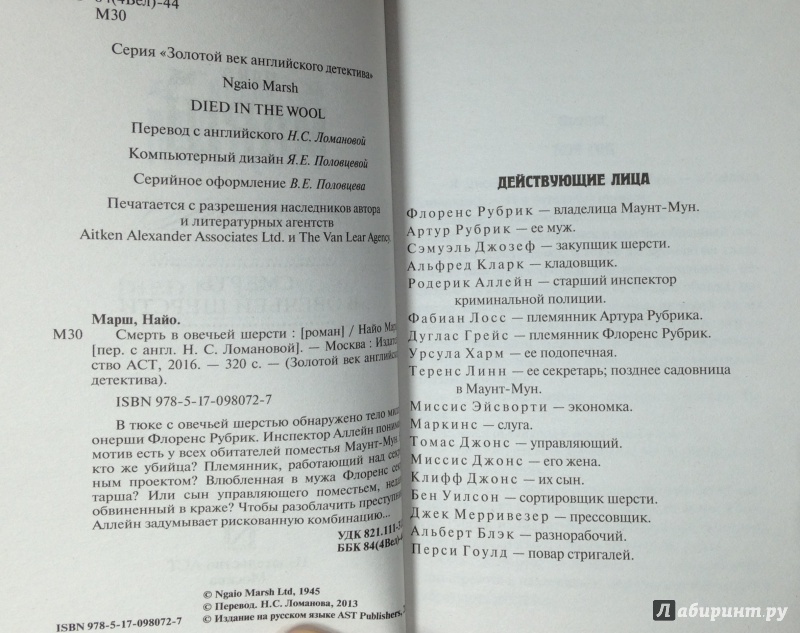 84(4Вел)-44
М30
Серия «Золотой век английского детектива»
Ngaio Marsh
DIED IN THE WOOL
Перевод с английского Н.С. Ломановой
Компьютерный дизайн Я.Е. Половцевой
Серийное оформление В.Е. Половцева
Печатается с разрешения наследников автора
и литературных агентств
Aitken Alexander Associates Ltd. и The Van Lear Agency.
Марш, Найо.
М30 Смерть в овечьей шерсти : [роман] / Найо
[пер. с англ. Н. С. Ломановой]. — Москва :
ство АСТ, 2016. — 320 с. — (Золотой век
детектива).
ISBN 978-5-17-098072-7
В тюке с овечьей шерстью обнаружено тело
онерши Флоренс Рубрик. Инспектор Аллейн
мотив есть у всех обитателей поместья Маунт-Мун.
кто же убийца? Племянник, работающий над
ным проектом? Влюбленная в мужа Флоренс
тарша? Или сын управляющего поместьем,
обвиненный в краже? Чтобы разоблачить
Аллейн задумывает рискованную комбинацию...
УДК 821.111-3
ББК 84(4Вел)-4
© Ngaio Marsh Ltd, 1945
© Перевод. Н.С. Ломанова, 2013
© Издание на русском языке AST Publishers,
ISBN 978-5-17-098072-7
ДЕЙСТВУЮЩИЕ ЛИЦА
Флоренс Рубрик — владелица Маунт-Мун.
Артур Рубрик — ее муж.
Сэмуэль Джозеф — закупщик шерсти.
Альфред Кларк — кладовщик.
Родерик Аллейн — старший инспектор
криминальной полиции.
Фабиан Лосс — племянник Артура Рубрика.
Дуглас Грейс — племянник Флоренс Рубрик.
Урсула Харм — ее подопечная.
Теренс Линн — ее секретарь; позднее садовница
в Маунт-Мун.
Миссис Эйсворти — экономка.
Маркинс — слуга.
Томас Джонс — управляющий.
Миссис Джонс — его жена.
Клифф Джонс — их сын.
Бен Уилсон — сортировщик шерсти.
Джек Мерривезер — прессовщик.
Альберт Блэк — разнорабочий.
Перси Гоулд — повар стригалей.
Лабиринт.ру